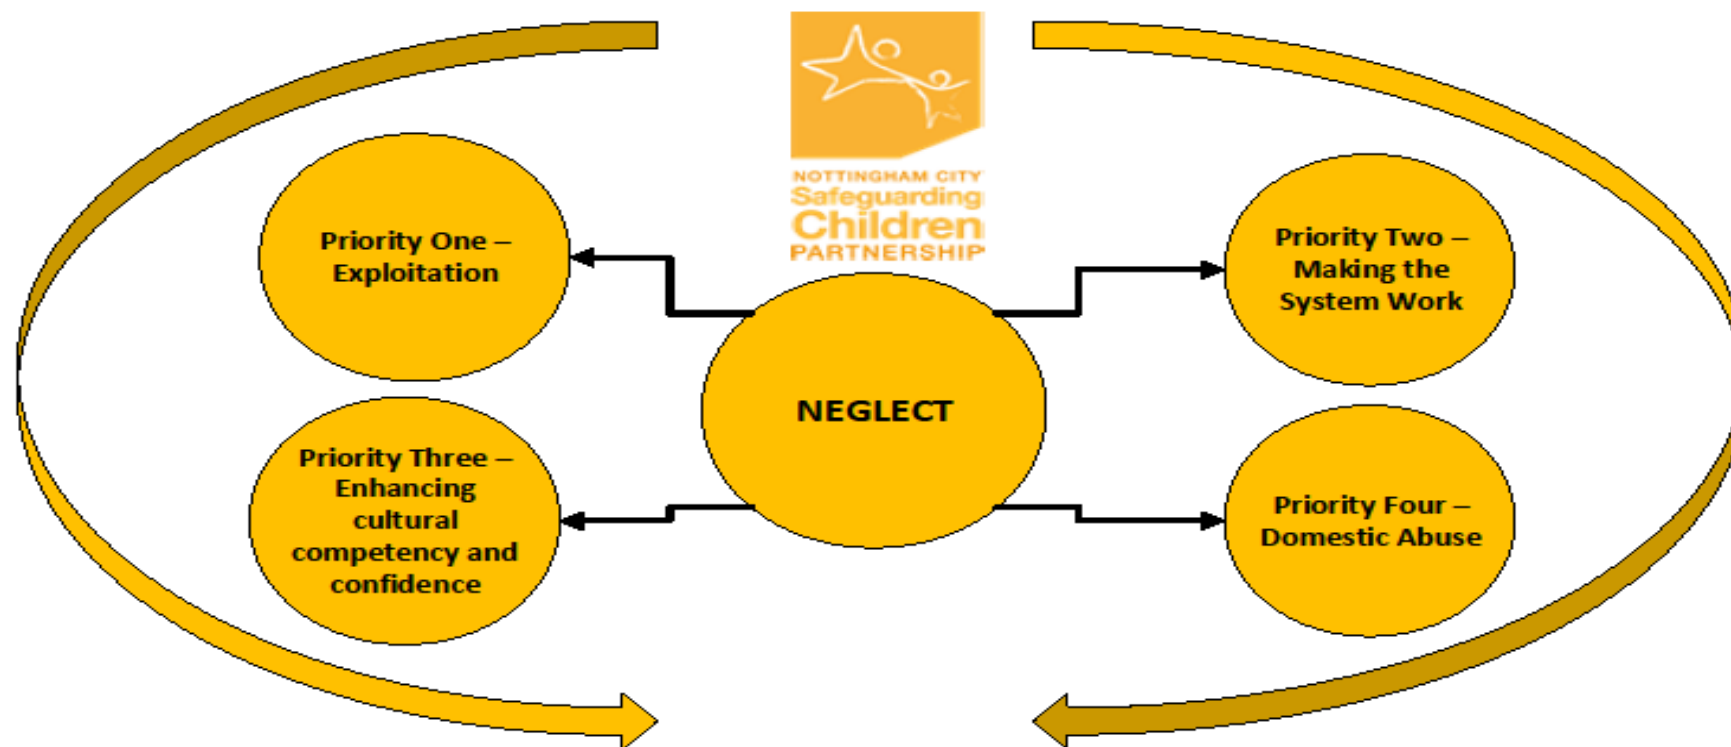 NOTTINGHAM CITY
Safeguarding
Children
PARTNERSHIP
Priority One –
Exploitation
Priority Two –
Making the
System Work
NEGLECT
Priority Three –
Enhancing
cultural
competency and
confidence
Priority Four –
Domestic Abuse